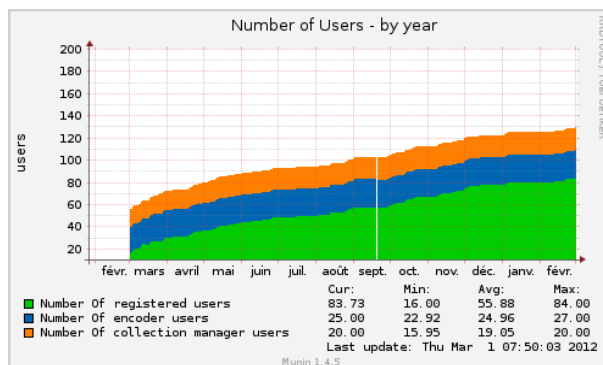 Number of Users - by year
200
180
160
140
120
100
80
60
40
20
users
févr. mars avril mai juin juil. août sept. oct. nov. déc. janv. févr.
Cur: Min: Avg: Max:
Number Of registered users 83.73 16.00 55.88 84.00
Number Of encoder users 25.00 22.92 24.96 27.00
Number Of collection manager users 20.00 15.95 19.05 20.00
Last update: Thu Mar 1 07:50:03 2012
Munin 1.4.5